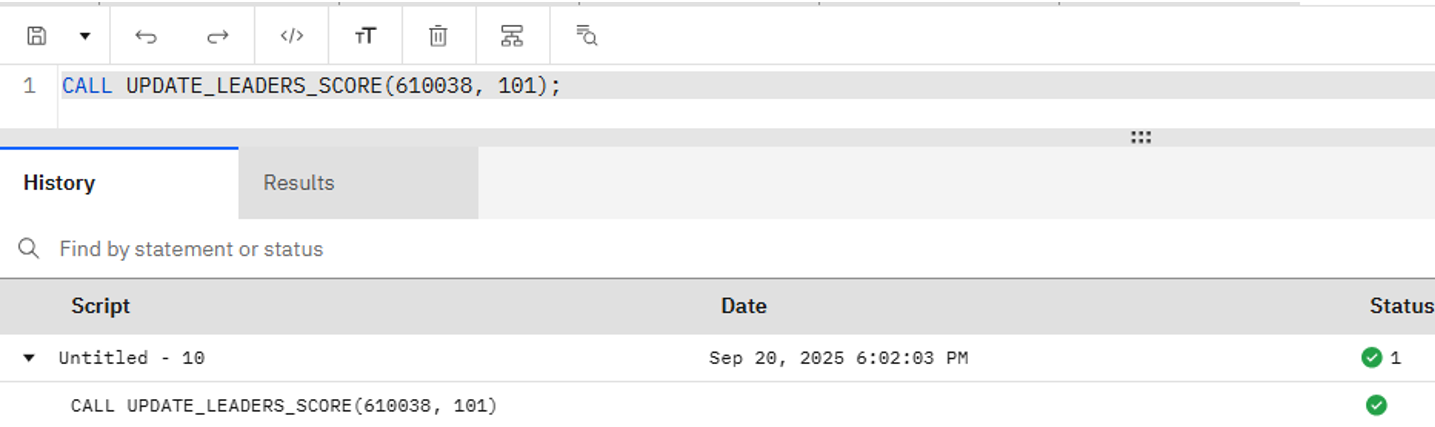 </> TT
1 CALL UPDATE_LEADERS_SCORE(610038, 101);
History Results
Find by statement or status
Script Date Status
Untitled - 10 Sep 20, 2025 6:02:03 PM 1
CALL UPDATE_LEADERS_SCORE(610038, 101)